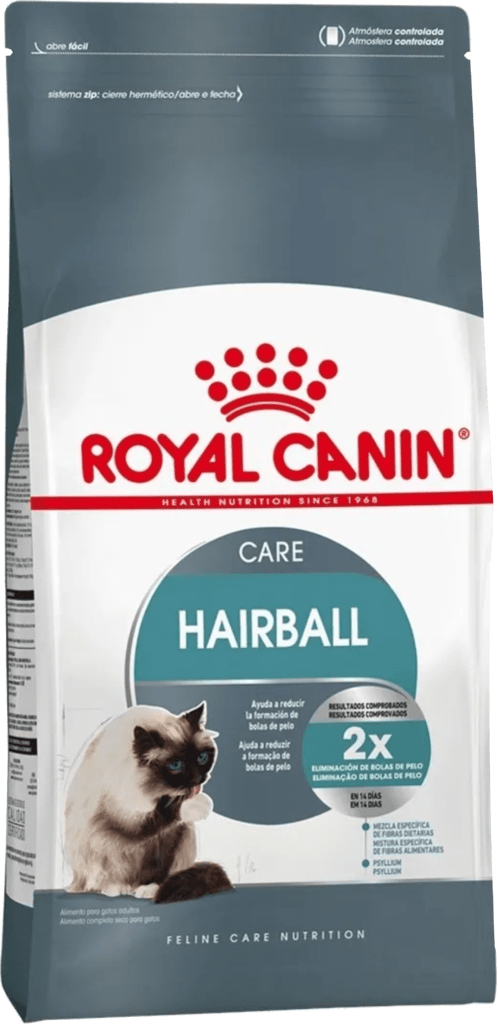 abre fácil
Atmósfera controlada
Atmosfera controlada
sistema zip: cierre hermético/abre e fecha
ROYAL CANIN®
HEALTH NUTRITION SINCE 1968
CARE
HAIRBALL
Ayuda a reducir
la formación de
bolas de pelo
Ajuda a reduzir
a formação de
bolas de pelo
RESULTADOS COMPROBADOS
RESULTADOS COMPROVADOS
2x
ELIMINACIÓN DE BOLAS DE PELO
ELIMINAÇÃO DE BOLAS DE PELO
EN 14 DÍAS
EM 14 DIAS
MEZCLA ESPECÍFICA
DE FIBRAS DIETARIAS
MISTURA ESPECÍFICA
DE FIBRAS ALIMENTARES
PSYLLIUM
PSYLLIUM
Alimento para gatos adultos
Alimento completo seco para gatos
FELINE CARE NUTRITION